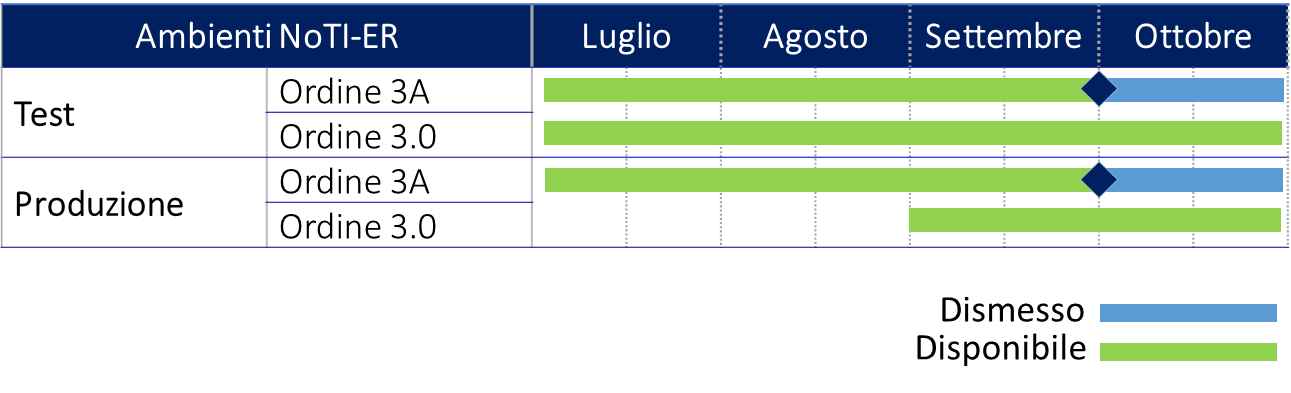 Ambienti NoTI-ER Luglio Agosto Settembre Ottobre
Test
Ordine 3A
Ordine 3.0
Produzione
Ordine 3A
Ordine 3.0
Dismesso
Disponibile